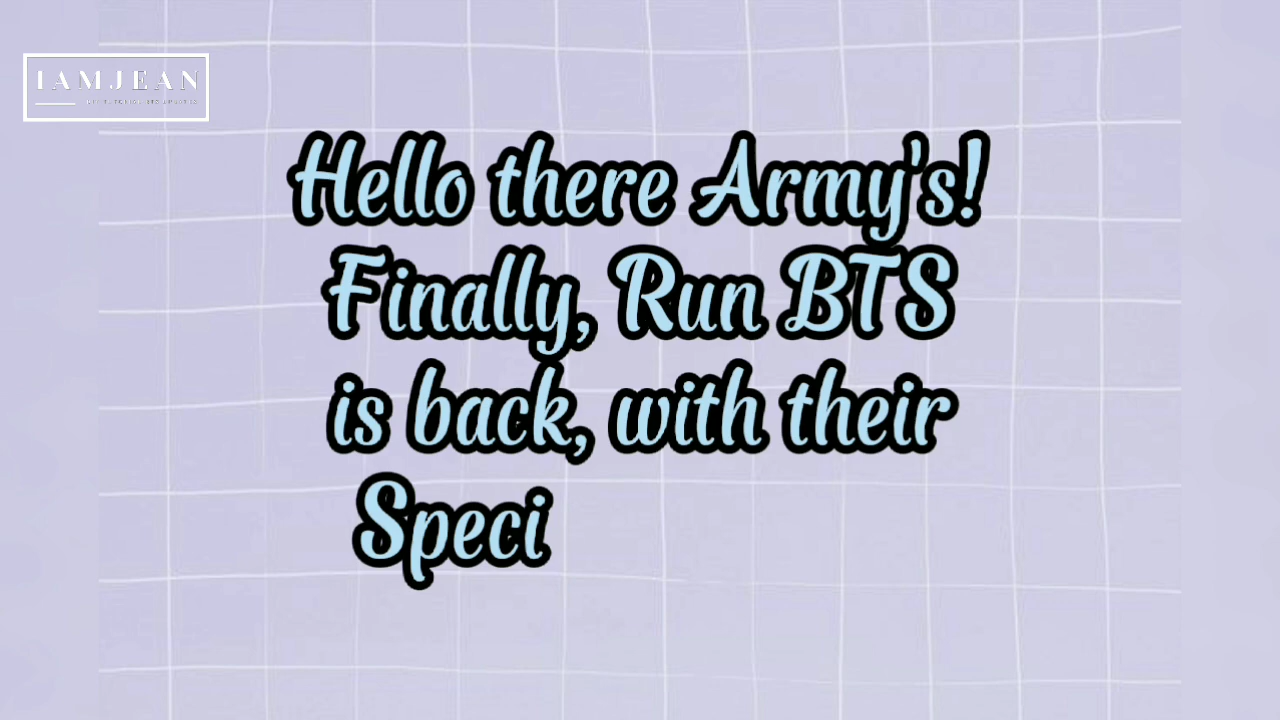 IAMJEAN
Hello there Army's!
Finally, Run BTS
is back, with their
Speci